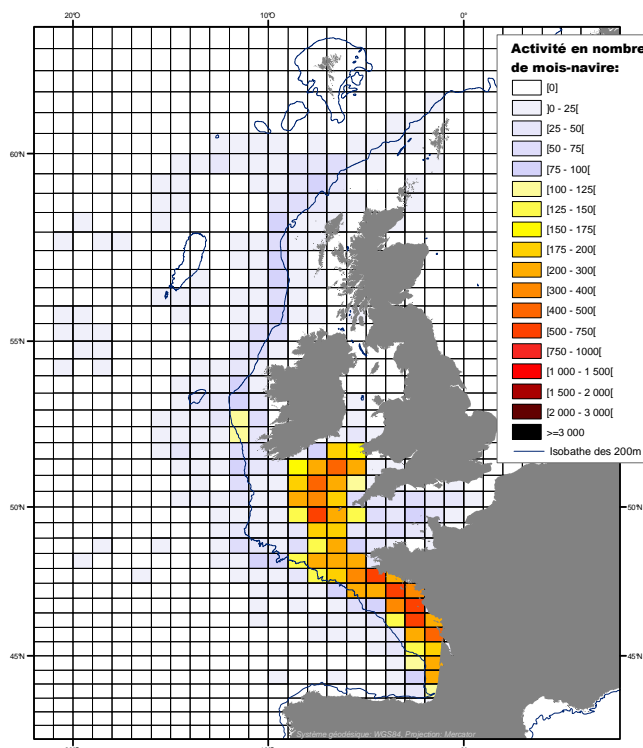 20°O 10°O 0°
Activité en nombre
de mois-navire:
[0]
]0 - 25[
[25 - 50[
[50 - 75[
[75 - 100[
[100 - 125[
[125 - 150[
[150 - 175[
[175 - 200[
[200 - 300[
[300 - 400[
[400 - 500[
[500 - 750[
[750 - 1000[
[1 000 - 1 500[
[1 500 - 2 000[
[2 000 - 3 000[
>=3 000
Isobathe des 200m
60°N
55°N
50°N 50°N
45°N 45°N
Système géodésique: WGS84, Projection: Mercator